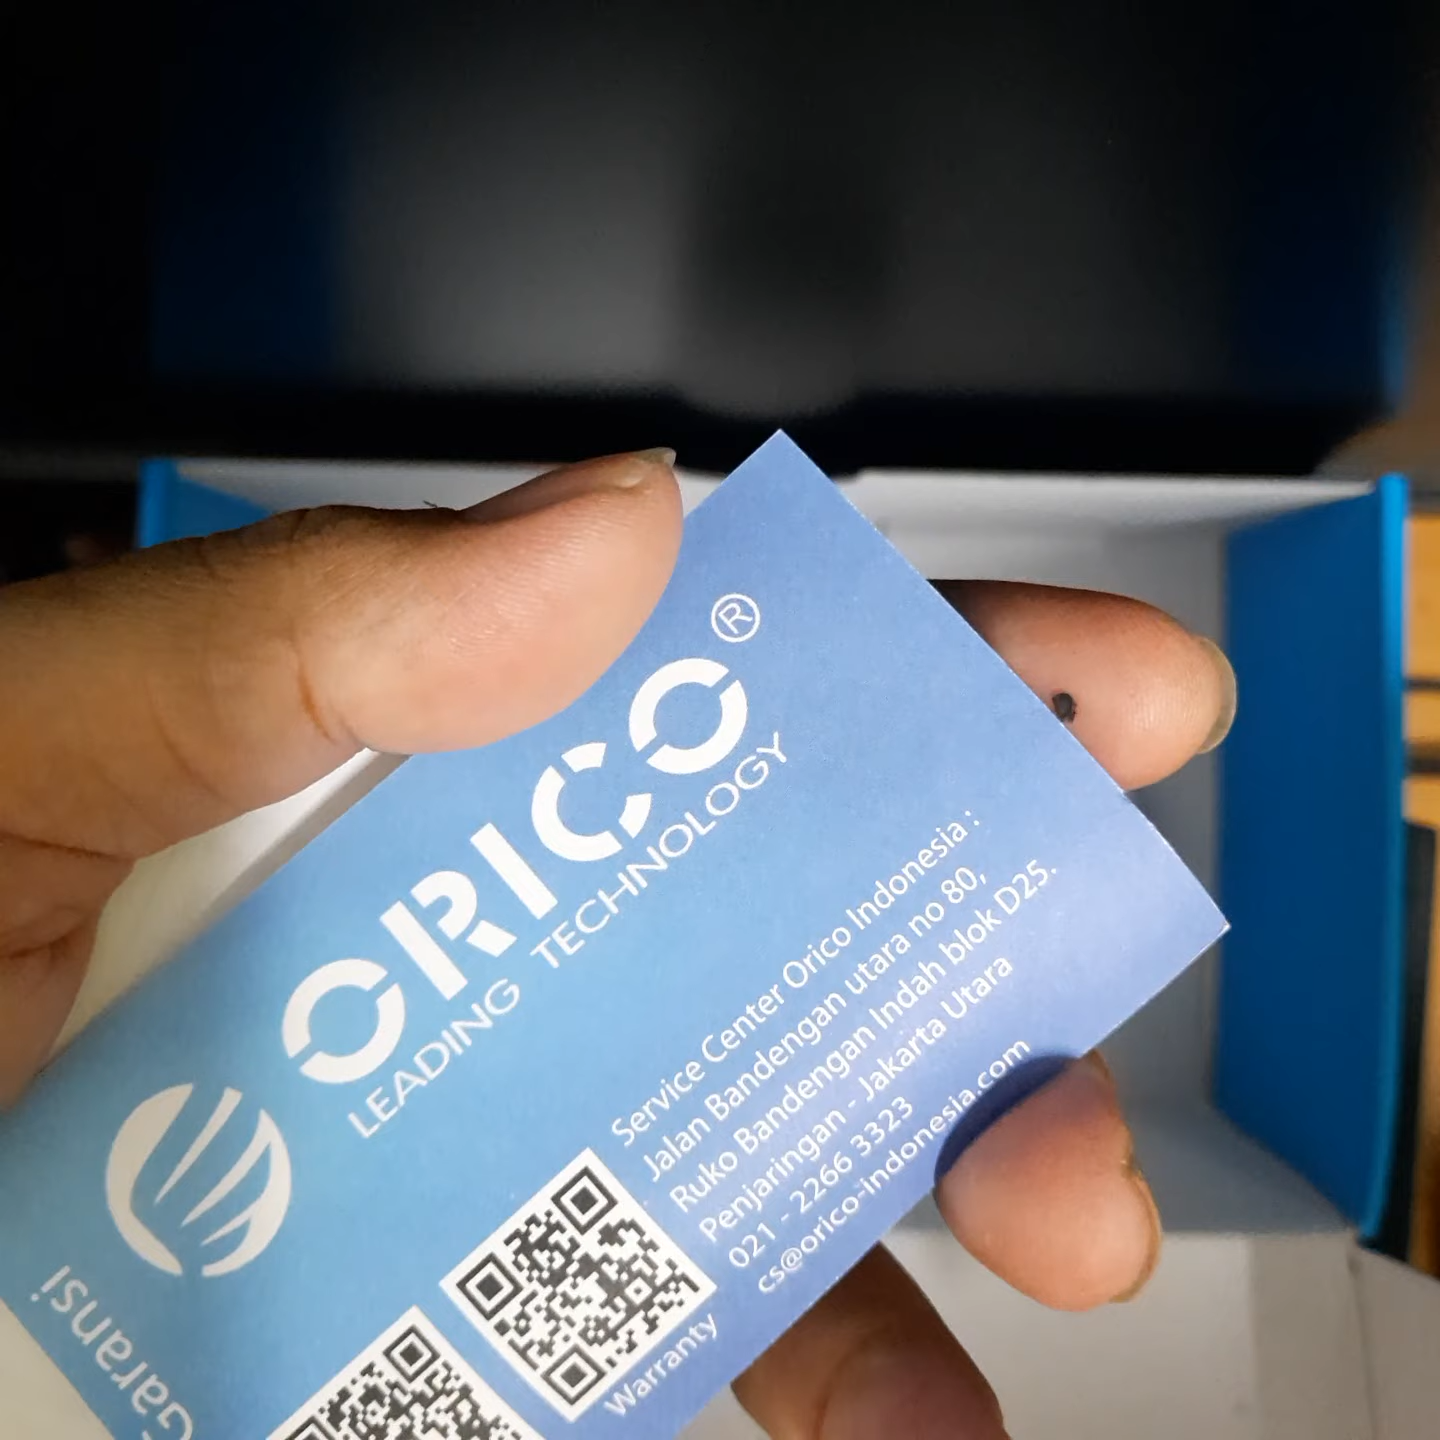 ORICO®
LEADING TECHNOLOGY
Service Center Orico Indonesia :
Jalan Bandengan utara no 80,
Ruko Bandengan Indah blok D25.
Penjaringan - Jakarta Utara
021 - 2266 3323
cs@orico-indonesia.com
Warranty
Garansi